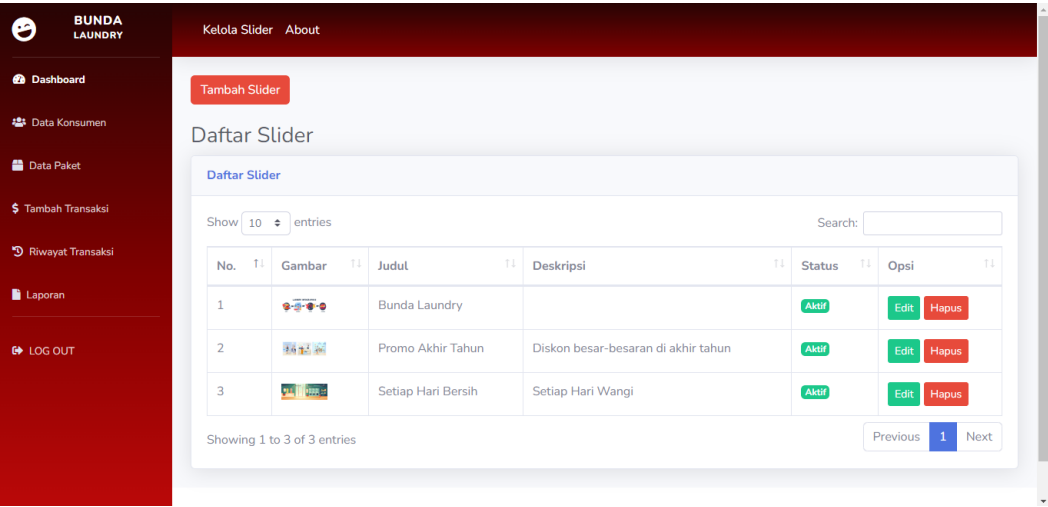 BUNDA
LAUNDRY
Kelola Slider About
Dashboard
Data Konsumen
Data Paket
Tambah Transaksi
Riwayat Transaksi
Laporan
LOG OUT
Tambah Slider
Daftar Slider
Daftar Slider
Show 10 entries
Search:
No. Gambar Judul Deskripsi Status Opsi
1 Bunda Laundry Aktif Edit Hapus
2 Promo Akhir Tahun Diskon besar-besaran di akhir tahun Aktif Edit Hapus
3 Setiap Hari Bersih Setiap Hari Wangi Aktif Edit Hapus
Showing 1 to 3 of 3 entries
Previous 1 Next